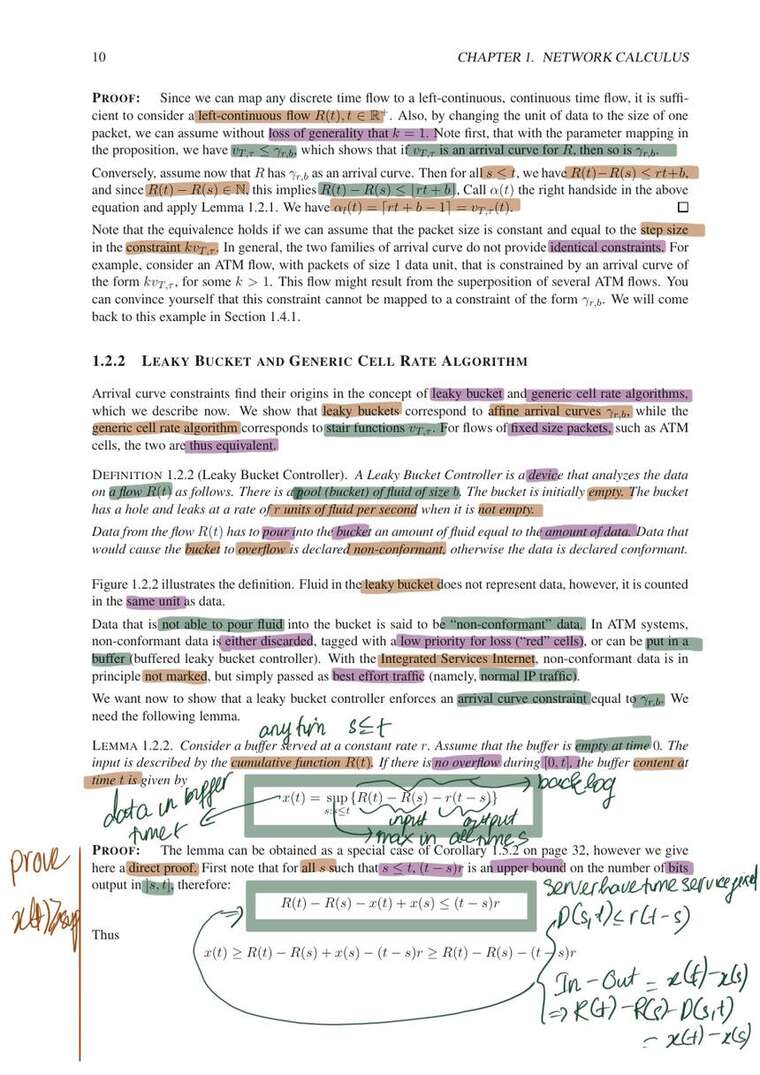 10 CHAPTER 1. NETWORK CALCULUS
PROOF: Since we can map any discrete time flow to a left-continuous, continuous time flow, it is suffi-
cient to consider a left-continuous flow R(t), t ∈ ℝ⁺. Also, by changing the unit of data to the size of one
packet, we can assume without loss of generality that k = 1. Note first, that with the parameter mapping in
the proposition, we have v_{T,τ} ≤ γ_{r,b}, which shows that if v_{T,τ} is an arrival curve for R, then so is γ_{r,b}.
Conversely, assume now that R has γ_{r,b} as an arrival curve. Then for all s ≤ t, we have R(t)−R(s) ≤ rt+b,
and since R(t) − R(s) ∈ ℕ, this implies R(t) − R(s) ≤ ⌊rt + b⌋, Call α(t) the right handside in the above
equation and apply Lemma 1.2.1. We have α_l(t) = ⌈rt + b − 1⌉ = v_{T,τ}(t). □
Note that the equivalence holds if we can assume that the packet size is constant and equal to the step size
in the constraint kv_{T,τ}. In general, the two families of arrival curve do not provide identical constraints. For
example, consider an ATM flow, with packets of size 1 data unit, that is constrained by an arrival curve of
the form kv_{T,τ}, for some k > 1. This flow might result from the superposition of several ATM flows. You
can convince yourself that this constraint cannot be mapped to a constraint of the form γ_{r,b}. We will come
back to this example in Section 1.4.1.
1.2.2 LEAKY BUCKET AND GENERIC CELL RATE ALGORITHM
Arrival curve constraints find their origins in the concept of leaky bucket and generic cell rate algorithms,
which we describe now. We show that leaky buckets correspond to affine arrival curves γ_{r,b}, while the
generic cell rate algorithm corresponds to stair functions v_{T,τ}. For flows of fixed size packets, such as ATM
cells, the two are thus equivalent.
DEFINITION 1.2.2 (Leaky Bucket Controller). A Leaky Bucket Controller is a device that analyzes the data
on a flow R(t) as follows. There is a pool (bucket) of fluid of size b. The bucket is initially empty. The bucket
has a hole and leaks at a rate of r units of fluid per second when it is not empty.
Data from the flow R(t) has to pour into the bucket an amount of fluid equal to the amount of data. Data that
would cause the bucket to overflow is declared non-conformant, otherwise the data is declared conformant.
Figure 1.2.2 illustrates the definition. Fluid in the leaky bucket does not represent data, however, it is counted
in the same unit as data.
Data that is not able to pour fluid into the bucket is said to be “non-conformant” data. In ATM systems,
non-conformant data is either discarded, tagged with a low priority for loss (“red” cells), or can be put in a
buffer (buffered leaky bucket controller). With the Integrated Services Internet, non-conformant data is in
principle not marked, but simply passed as best effort traffic (namely, normal IP traffic).
We want now to show that a leaky bucket controller enforces an arrival curve constraint equal to γ_{r,b}. We
need the following lemma.
any tim s≤t
LEMMA 1.2.2. Consider a buffer served at a constant rate r. Assume that the buffer is empty at time 0. The
input is described by the cumulative function R(t). If there is no overflow during [0, t], the buffer content at
time t is given by
backlog
x(t) = sup_{s:s≤t} {R(t) − R(s) − r(t − s)}
data in buffer
time t
input output
max in all times
PROOF: The lemma can be obtained as a special case of Corollary 1.5.2 on page 32, however we give
here a direct proof. First note that for all s such that s ≤ t, (t − s)r is an upper bound on the number of bits
output in ]s, t], therefore:
prove
R(t) − R(s) − x(t) + x(s) ≤ (t − s)r
server have time service
D(s,t) ≤ r(t−s)
Thus
x(t) ≥ R(t) − R(s) + x(s) − (t − s)r ≥ R(t) − R(s) − (t − s)r
In − Out = x(t) − x(s)
=> R(t) − R(s) − D(s,t)
= x(t) − x(s)